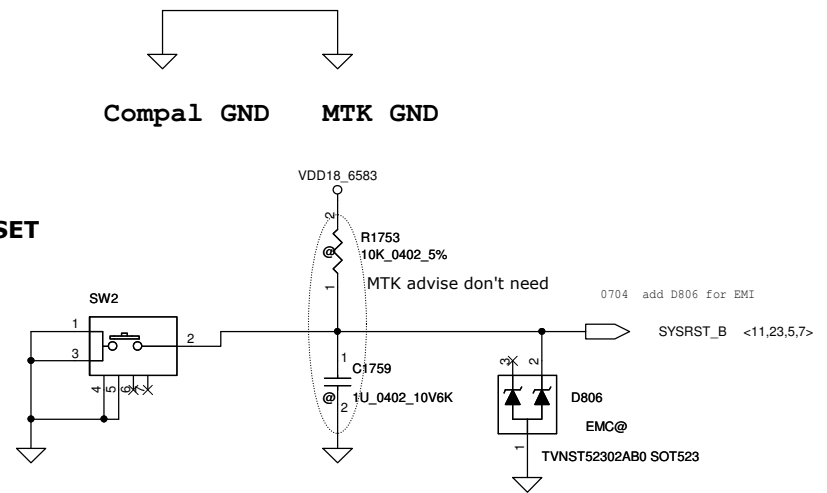 Compal GND MTK GND
VDD18_6583
SET
2
R1753
@
10K_0402_5%
1
MTK advise don't need
0704 add D806 for EMI
SW2
1
2
3
SYSRST_B <11,23,5,7>
4
5
6
7
1
C1759
@
1U_0402_10V6K
2
3
2
D806
EMC@
1
TVNST52302AB0 SOT523